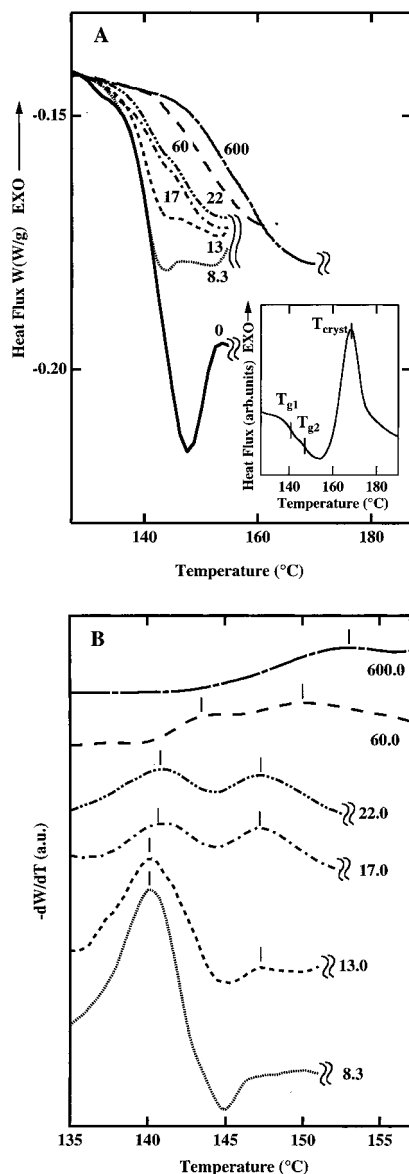 A
-0.15
-0.20
Heat Flux W(W/g) EXO
600
60
22
17
13
8.3
0
Heat Flux (arb.units) EXO
Tcryst
Tg1
Tg2
140 160 180
Temperature (°C)
140 160 180
Temperature (°C)
B
600.0
60.0
22.0
17.0
13.0
8.3
-dW/dT (a.u.)
135 140 145 150 155
Temperature (°C)